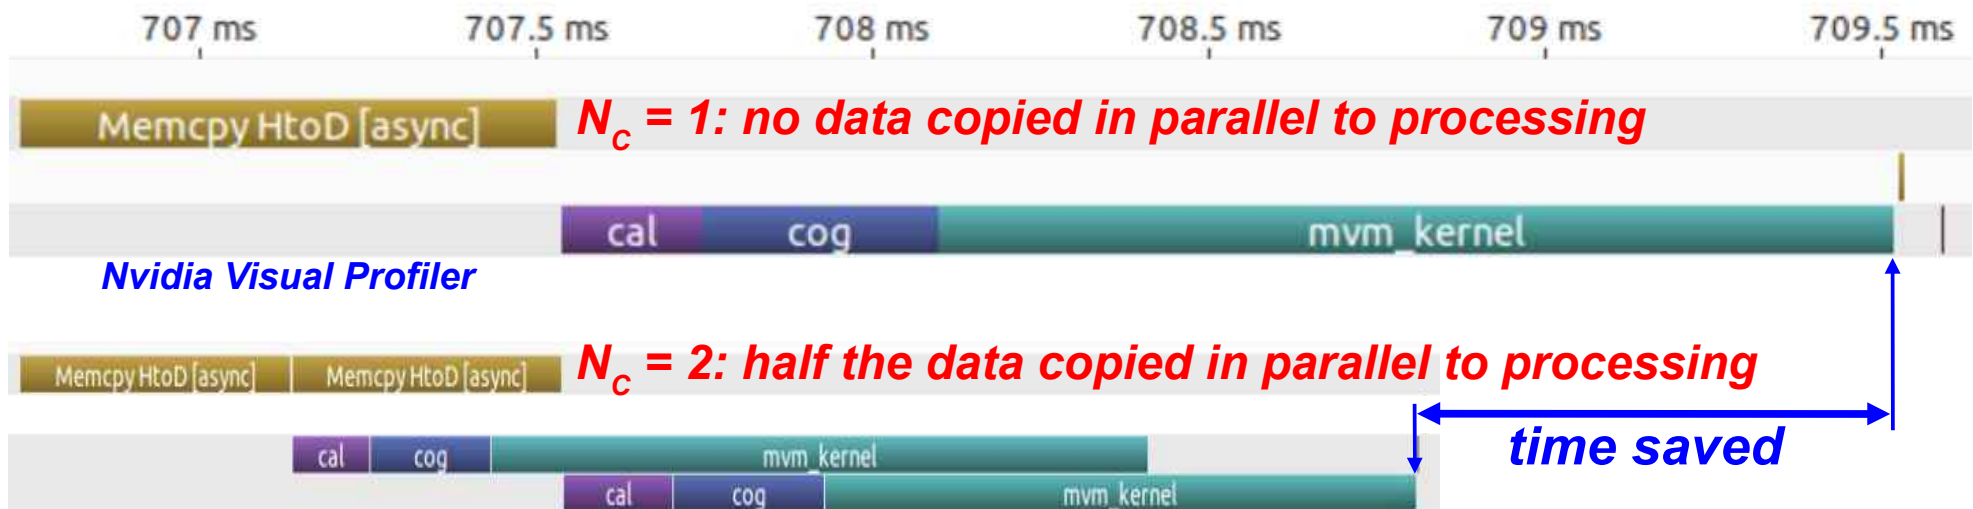 707 ms 707.5 ms 708 ms 708.5 ms 709 ms 709.5 ms
Memcpy HtoD [async] N_C = 1: no data copied in parallel to processing
cal cog mvm_kernel
Nvidia Visual Profiler
Memcpy HtoD [async] Memcpy HtoD [async] N_C = 2: half the data copied in parallel to processing
cal cog mvm_kernel
time saved
cal cog mvm_kernel